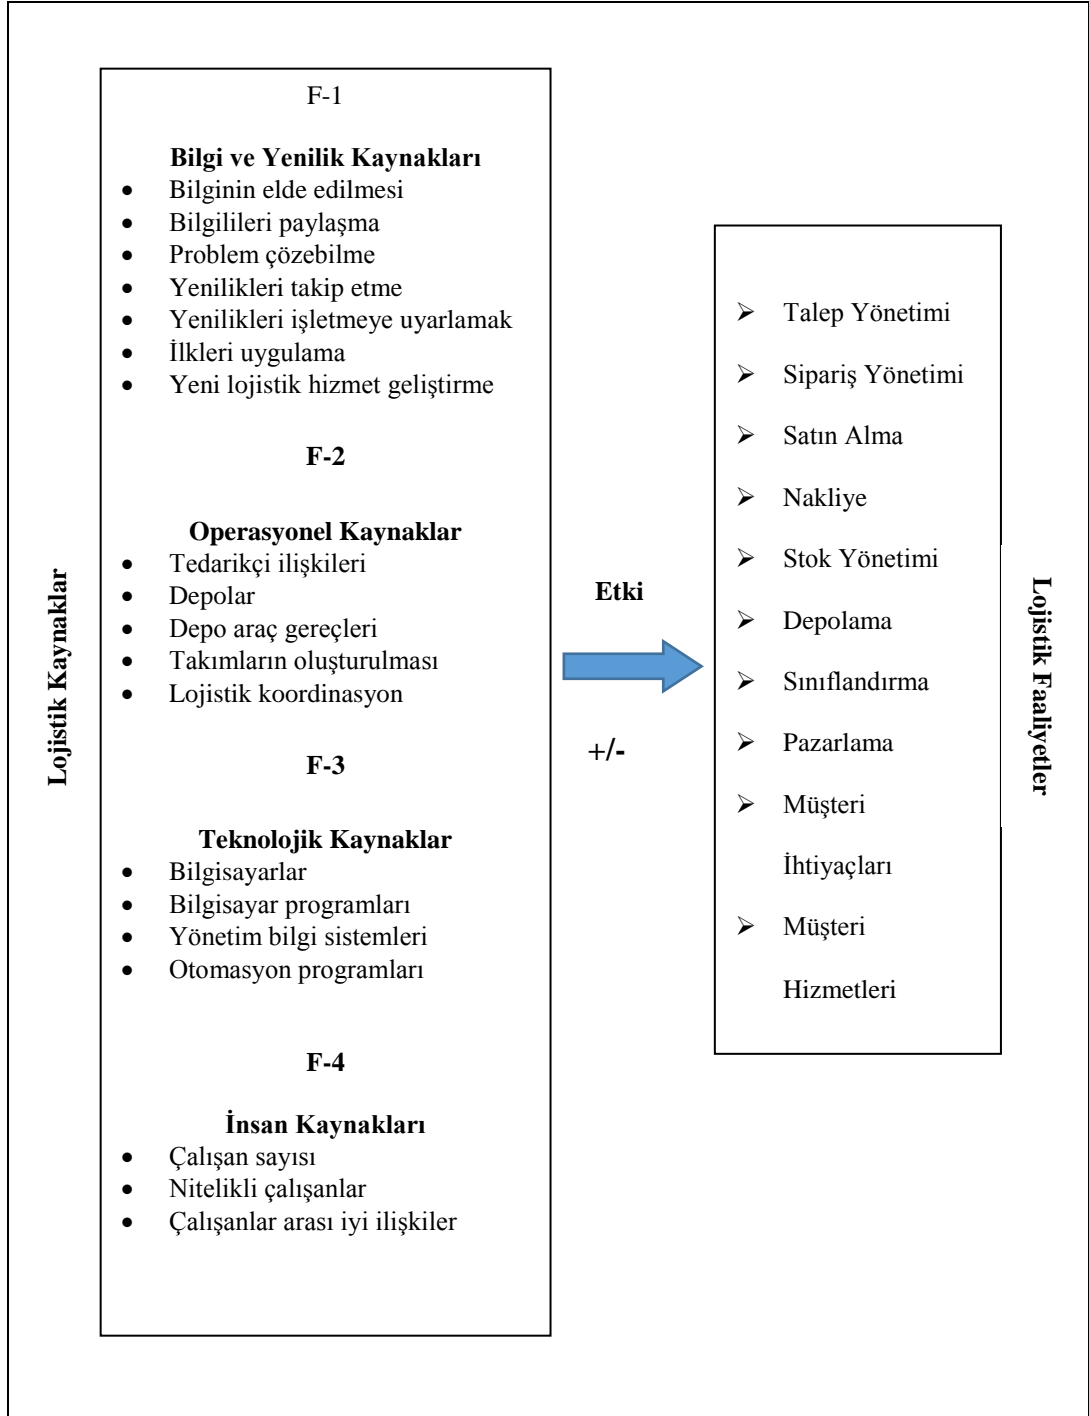 Lojistik Kaynaklar
F-1
Bilgi ve Yenilik Kaynakları
• Bilginin elde edilmesi
• Bilgilileri paylaşma
• Problem çözebilme
• Yenilikleri takip etme
• Yenilikleri işletmeye uyarlamak
• İlkleri uygulama
• Yeni lojistik hizmet geliştirme
F-2
Operasyonel Kaynaklar
• Tedarikçi ilişkileri
• Depolar
• Depo araç gereçleri
• Takımların oluşturulması
• Lojistik koordinasyon
F-3
Teknolojik Kaynaklar
• Bilgisayarlar
• Bilgisayar programları
• Yönetim bilgi sistemleri
• Otomasyon programları
F-4
İnsan Kaynakları
• Çalışan sayısı
• Nitelikli çalışanlar
• Çalışanlar arası iyi ilişkiler
Etki
+/-
➢ Talep Yönetimi
➢ Sipariş Yönetimi
➢ Satın Alma
➢ Nakliye
➢ Stok Yönetimi
➢ Depolama
➢ Sınıflandırma
➢ Pazarlama
➢ Müşteri
İhtiyaçları
➢ Müşteri
Hizmetleri
Lojistik Faaliyetler